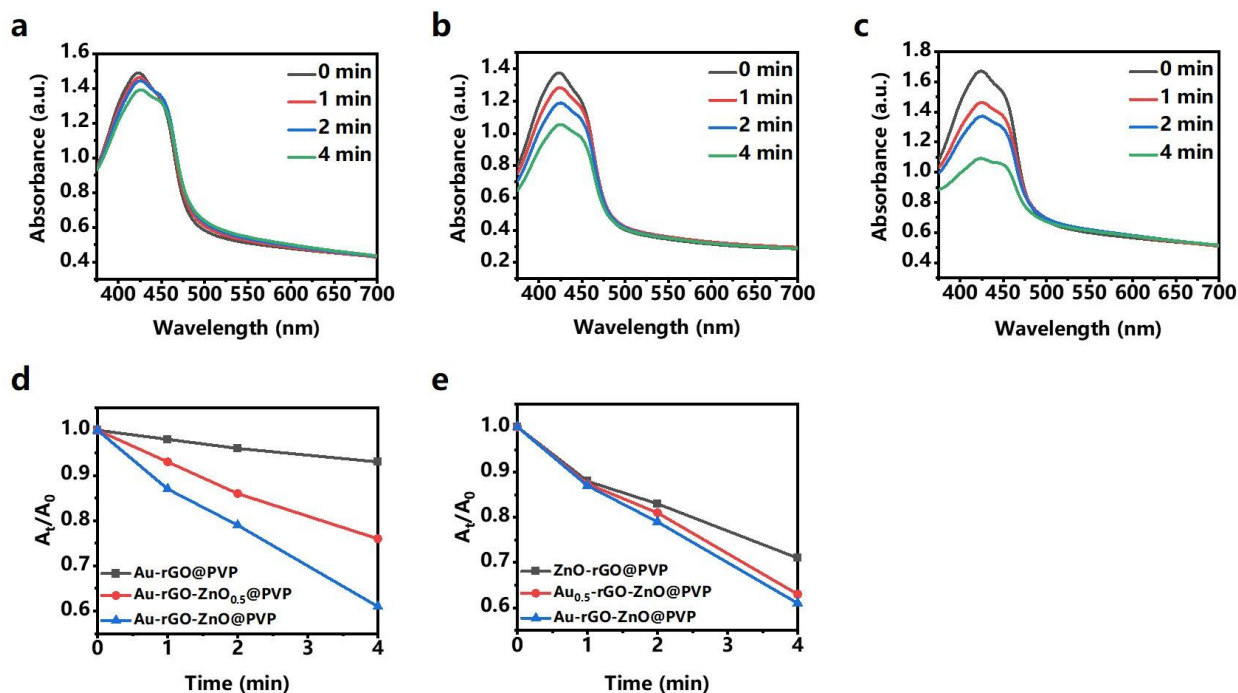 a
1.6
1.4
1.2
1.0
0.8
0.6
0.4
Absorbance (a.u.)
0 min
1 min
2 min
4 min
400 450 500 550 600 650 700
Wavelength (nm)
b
1.4
1.2
1.0
0.8
0.6
0.4
0.2
Absorbance (a.u.)
0 min
1 min
2 min
4 min
400 450 500 550 600 650 700
Wavelength (nm)
c
1.8
1.6
1.4
1.2
1.0
0.8
0.6
0.4
Absorbance (a.u.)
0 min
1 min
2 min
4 min
400 450 500 550 600 650 700
Wavelength (nm)
d
1.0
0.9
0.8
0.7
0.6
At/A0
Au-rGO@PVP
Au-rGO-ZnO0.5@PVP
Au-rGO-ZnO@PVP
0 1 2 3 4
Time (min)
e
1.0
0.9
0.8
0.7
0.6
At/A0
ZnO-rGO@PVP
Au0.5-rGO-ZnO@PVP
Au-rGO-ZnO@PVP
0 1 2 3 4
Time (min)